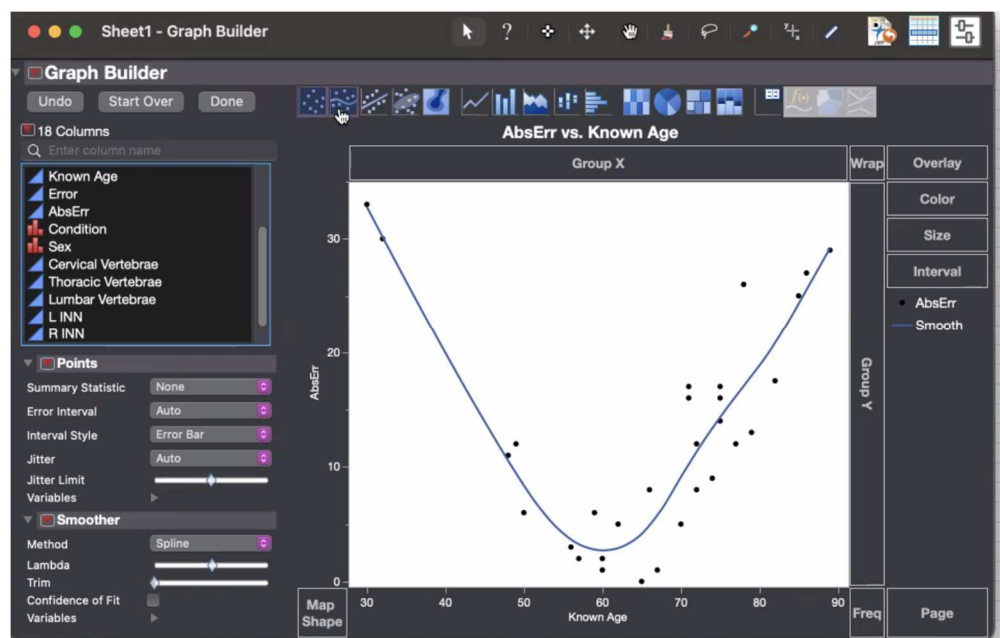 Sheet1 - Graph Builder
?
Graph Builder
Undo Start Over Done
18 Columns
Enter column name
Known Age
Error
AbsErr
Condition
Sex
Cervical Vertebrae
Thoracic Vertebrae
Lumbar Vertebrae
L INN
R INN
Points
Summary Statistic None
Error Interval Auto
Interval Style Error Bar
Jitter Auto
Jitter Limit
Variables
Smoother
Method Spline
Lambda
Trim
Confidence of Fit
Variables
AbsErr vs. Known Age
Group X
Wrap
Overlay
Color
Size
Interval
AbsErr
Smooth
Group Y
AbsErr
30
20
10
0
30 40 50 60 70 80 90
Known Age
Map
Shape
Freq
Page